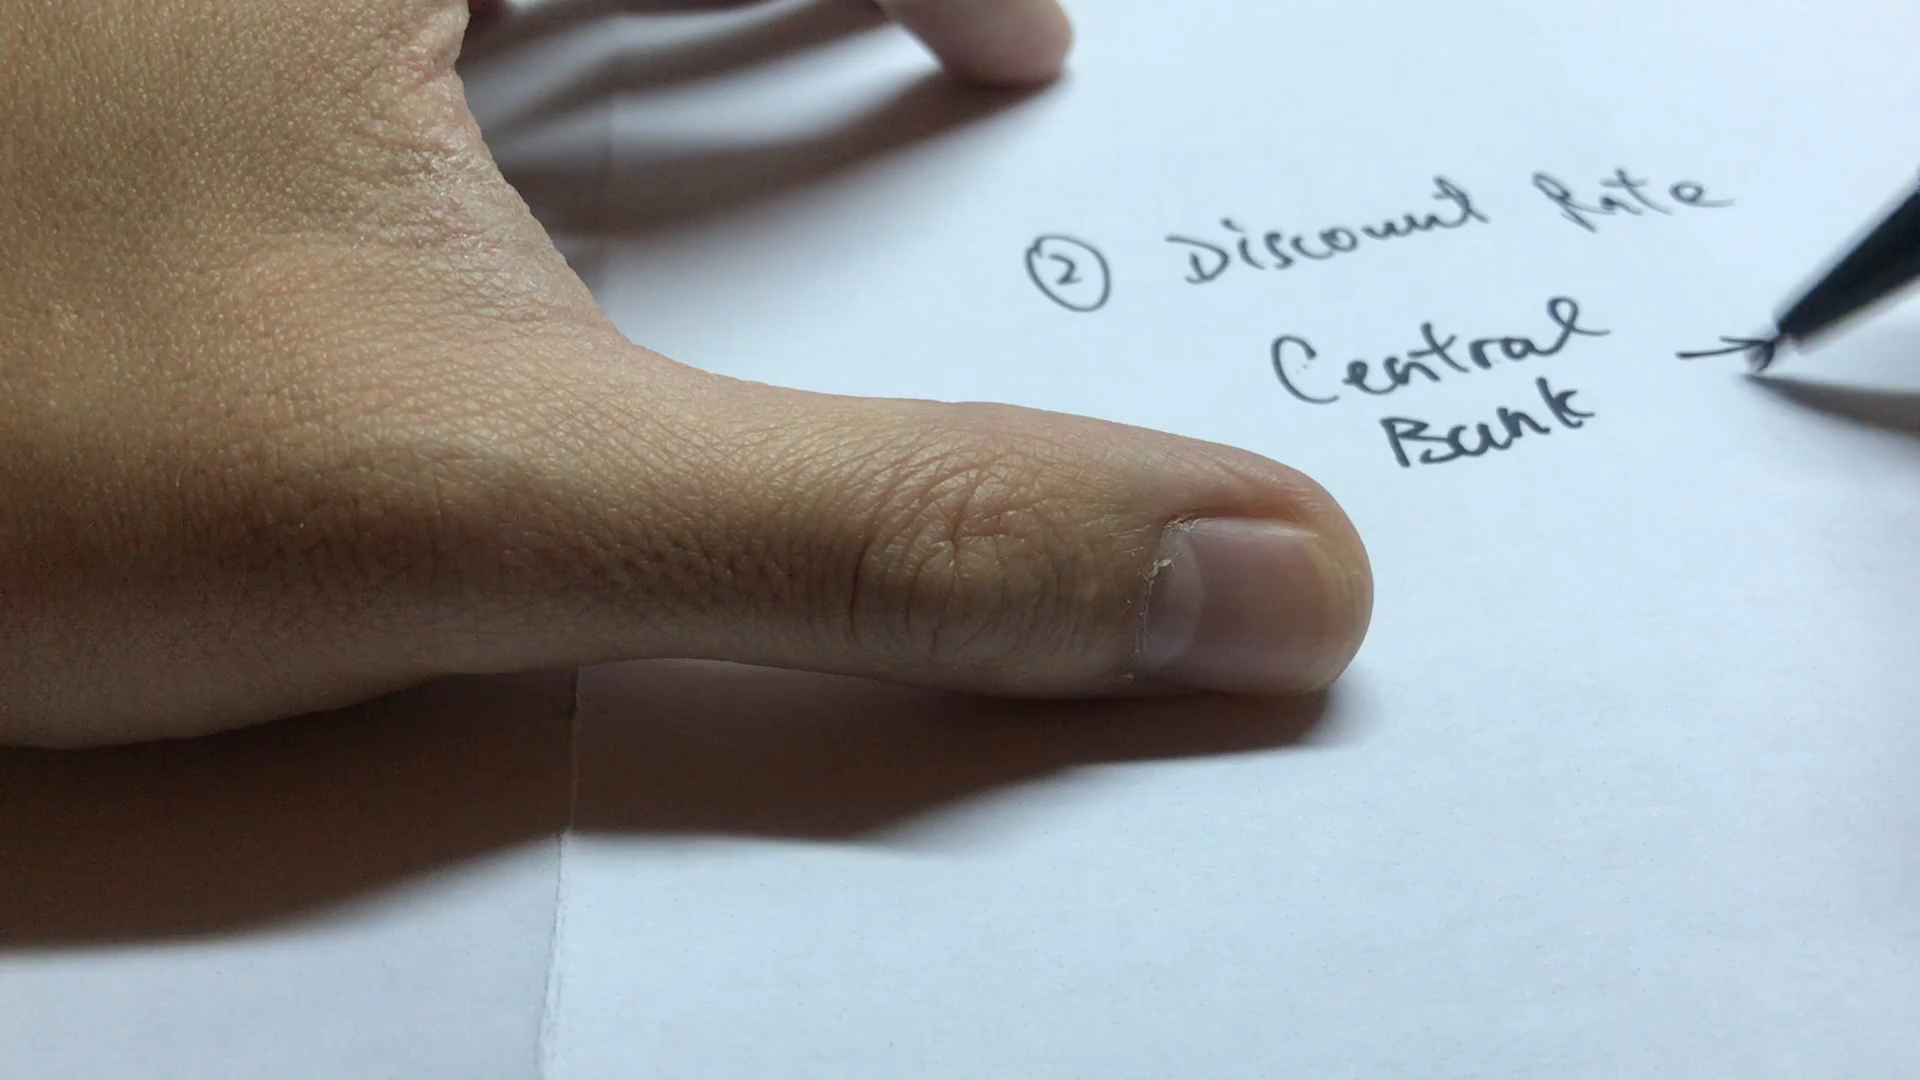 ② Discount Rate
Central →
Bank